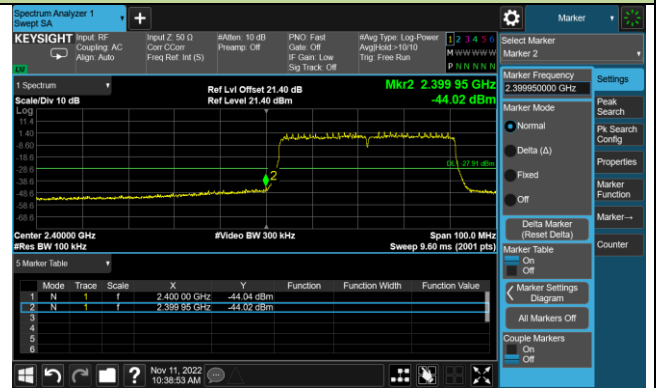 Spectrum Analyzer 1
Swept SA
+
Marker
KEYSIGHT
Input: RF
Coupling: AC
Align: Auto
Input Z: 50 Ω
Corr CCorr
Freq Ref: Int (S)
#Atten: 10 dB
Preamp: Off
PNO: Fast
Gate: Off
IF Gain: Low
Sig Track: Off
#Avg Type: Log-Power
Avg|Hold:>10/10
Trig: Free Run
1 2 3 4 5 6
M W W W W W
P N N N N N
Select Marker
Marker 2
1 Spectrum
Scale/Div 10 dB
Log
Ref Lvl Offset 21.40 dB
Ref Level 21.40 dBm
Mkr2 2.399 95 GHz
-44.02 dBm
11.4
1.40
-8.60
-18.6
-28.6
-38.6
-48.6
-58.6
-68.6
DL1 -27.91 dBm
2
Center 2.40000 GHz
#Res BW 100 kHz
#Video BW 300 kHz
Span 100.0 MHz
Sweep 9.60 ms (2001 pts)
5 Marker Table
Mode Trace Scale X Y Function Function Width Function Value
1 N 1 f 2.400 00 GHz -44.04 dBm
2 N 1 f 2.399 95 GHz -44.02 dBm
3
4
5
6
Marker Frequency
2.399950000 GHz
Marker Mode
Normal
Delta (Δ)
Fixed
Off
Delta Marker
(Reset Delta)
Marker Table
On
Off
Marker Settings
Diagram
All Markers Off
Couple Markers
On
Off
Settings
Peak
Search
Pk Search
Config
Properties
Marker
Function
Marker→
Counter
?
Nov 11, 2022
10:38:53 AM